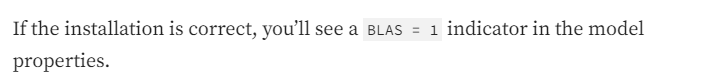 If the installation is correct, you’ll see a BLAS = 1 indicator in the model
properties.